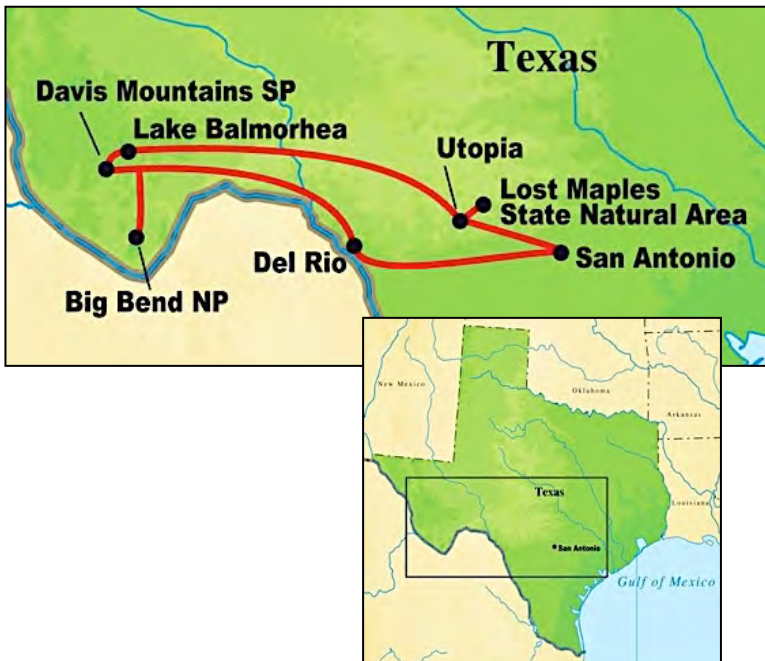 Texas
Davis Mountains SP
Lake Balmorhea
Utopia
Lost Maples
State Natural Area
Del Rio
San Antonio
Big Bend NP
New Mexico
Oklahoma
Arkansas
Texas
Louisiana
San Antonio
Gulf of Mexico